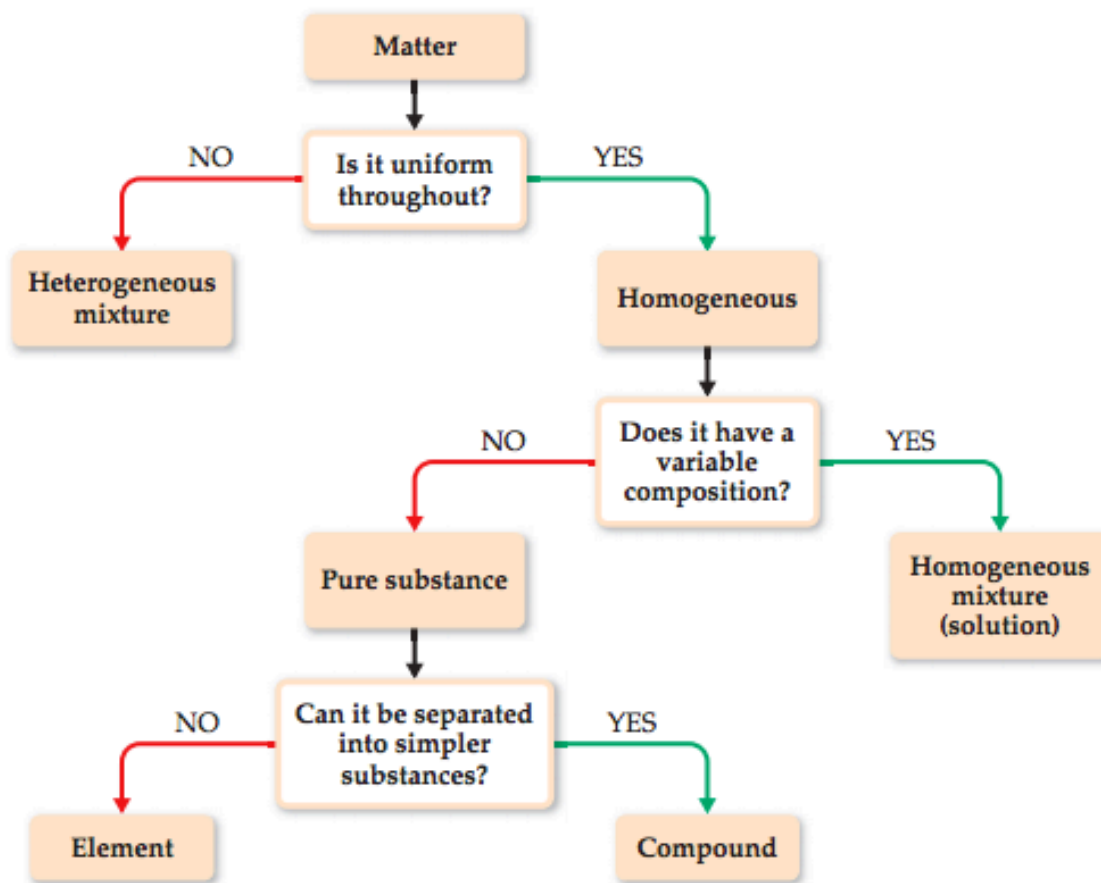 Matter
NO
Is it uniform
throughout?
YES
Heterogeneous
mixture
Homogeneous
NO
Does it have a
variable
composition?
YES
Pure substance
Homogeneous
mixture
(solution)
NO
Can it be separated
into simpler
substances?
YES
Element
Compound